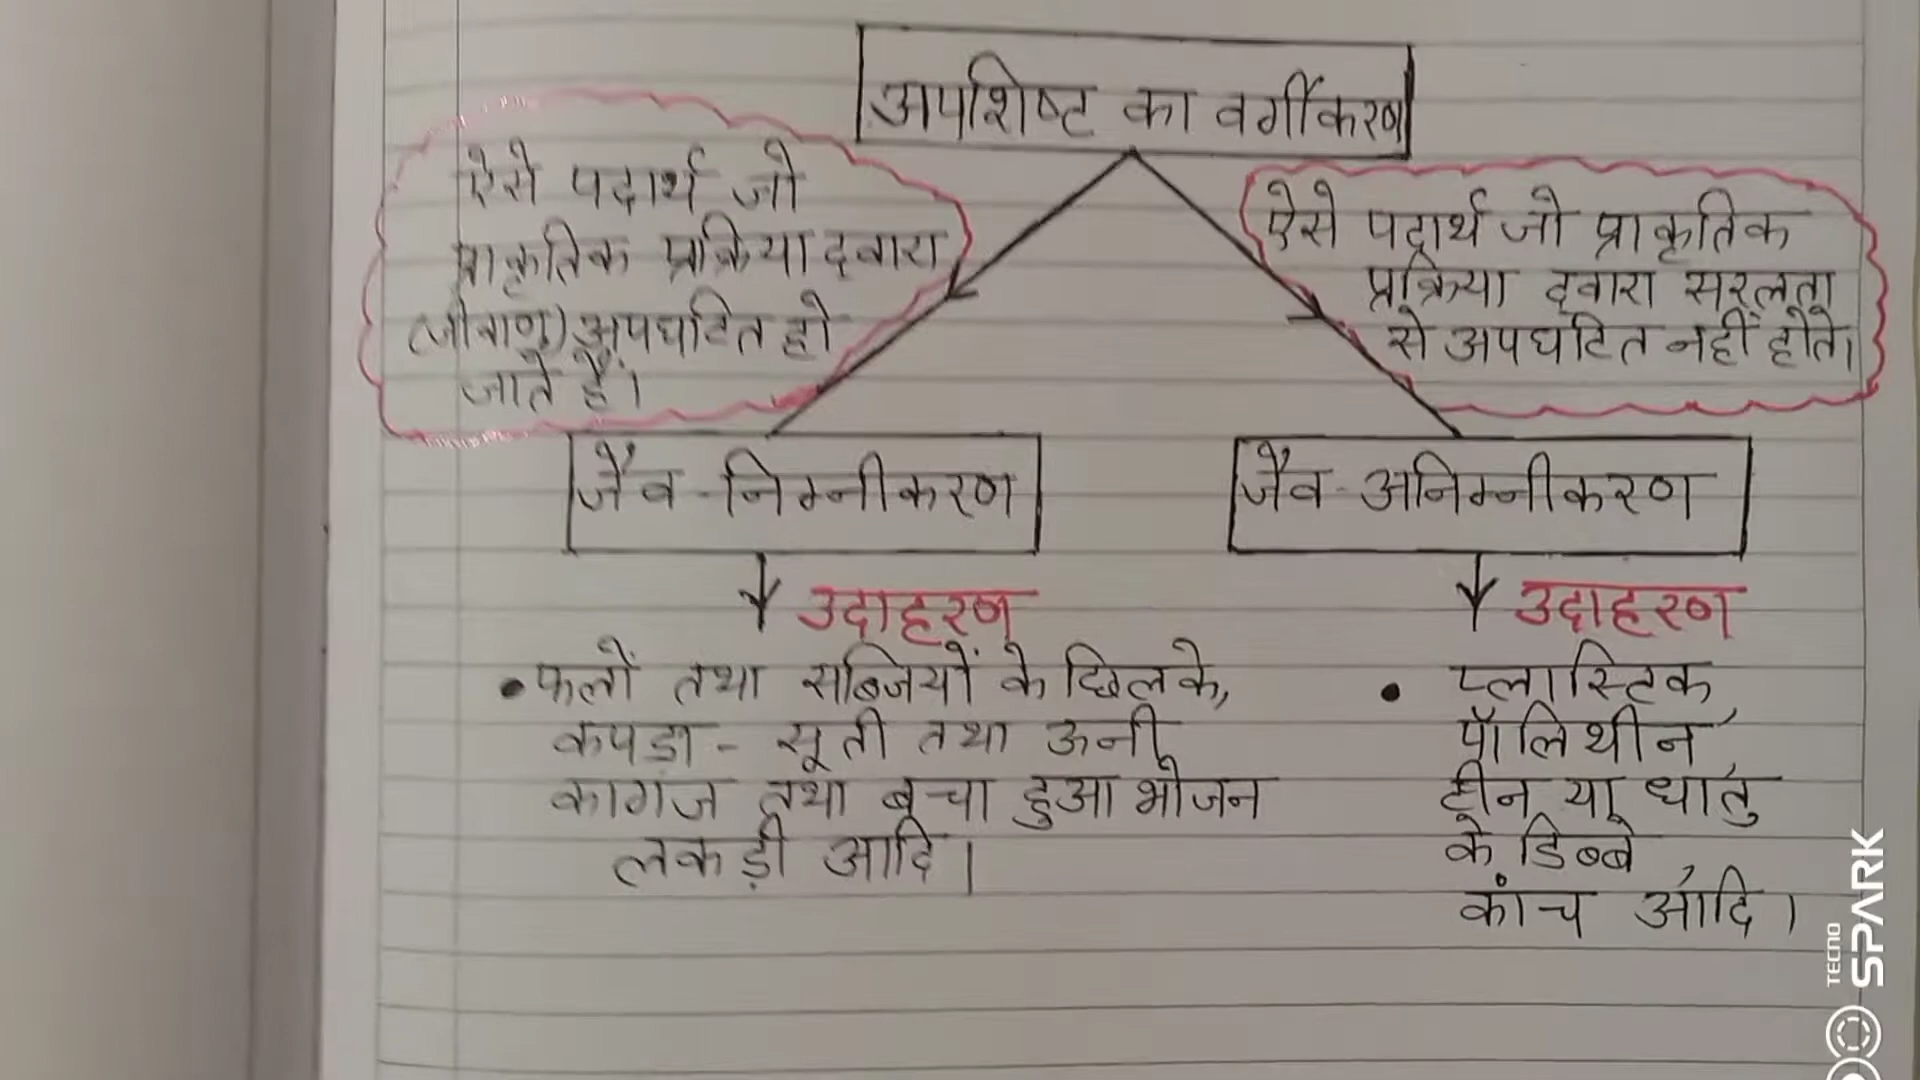 अपशिष्ट का वर्गीकरण
ऐसे पदार्थ जो
प्राकृतिक प्रक्रिया द्वारा
(जीवाणु) अपघटित हो
जाते हैं।
ऐसे पदार्थ जो प्राकृतिक
प्रक्रिया द्वारा सरलता
से अपघटित नहीं होते।
जैव-निम्नीकरण
जैव-अनिम्नीकरण
उदाहरण
• फलों तथा सब्जियों के छिलके,
कपड़ा - सूती तथा ऊनी,
कागज तथा बचा हुआ भोजन
लकड़ी आदि।
उदाहरण
• प्लास्टिक,
पॉलिथीन,
टीन या धातु
के डिब्बे,
कांच आदि।
TECNO
SPARK